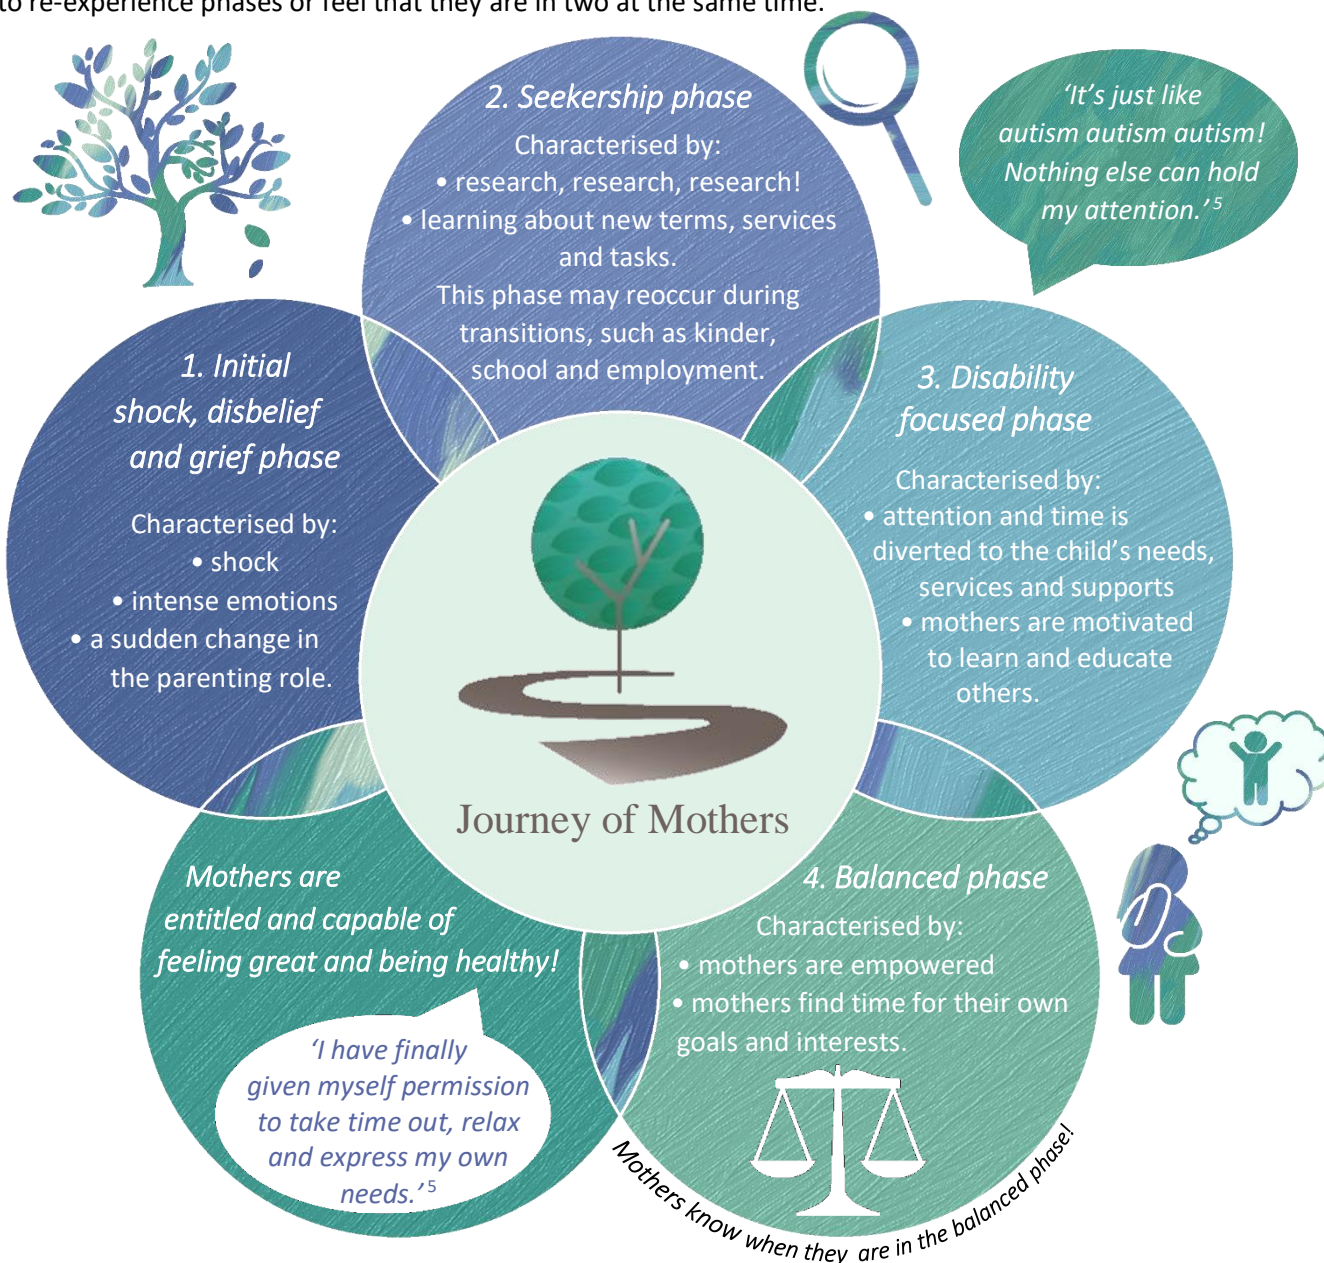 to re-experience phases or feel that they are in two at the same time.
2. Seekership phase
Characterised by:
• research, research, research!
• learning about new terms, services
and tasks.
This phase may reoccur during
transitions, such as kinder,
school and employment.
‘It’s just like
autism autism autism!
Nothing else can hold
my attention.’ 5
1. Initial
shock, disbelief
and grief phase
Characterised by:
• shock
• intense emotions
• a sudden change in
the parenting role.
3. Disability
focused phase
Characterised by:
• attention and time is
diverted to the child’s needs,
services and supports
• mothers are motivated
to learn and educate
others.
Journey of Mothers
Mothers are
entitled and capable of
feeling great and being healthy!
‘I have finally
given myself permission
to take time out, relax
and express my own
needs.’ 5
4. Balanced phase
Characterised by:
• mothers are empowered
• mothers find time for their own
goals and interests.
Mothers know when they are in the balanced phase!